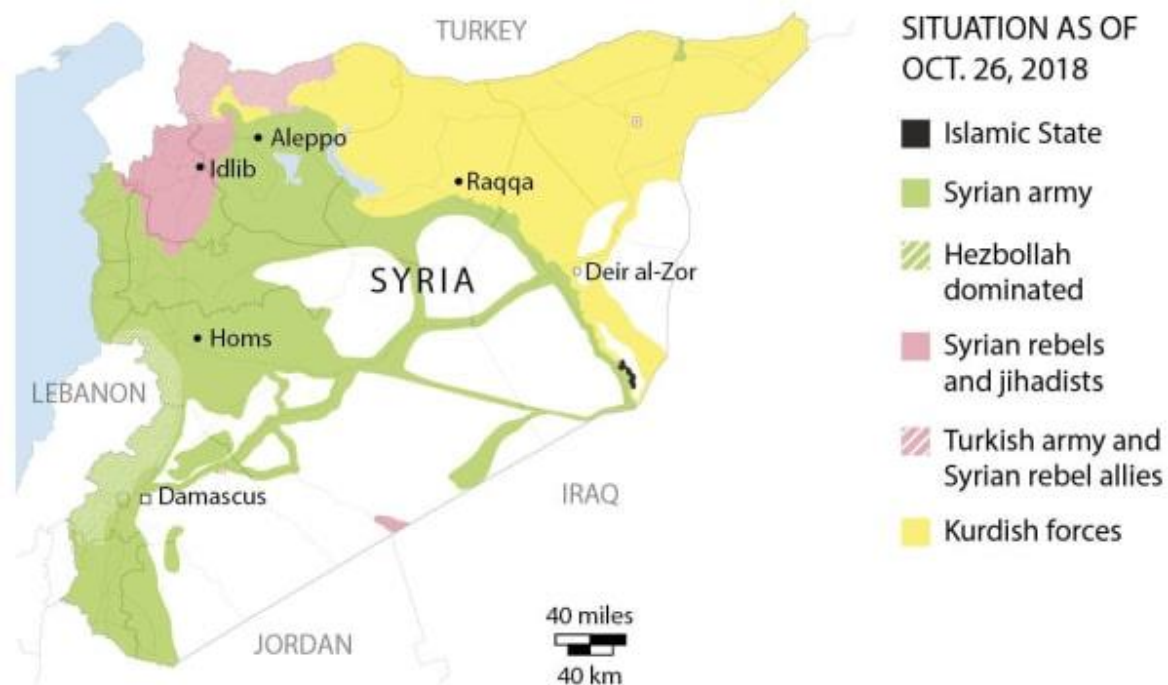 TURKEY
Aleppo
Idlib
Raqqa
SYRIA
Deir al-Zor
Homs
LEBANON
Damascus
IRAQ
JORDAN
40 miles
40 km
SITUATION AS OF
OCT. 26, 2018
Islamic State
Syrian army
Hezbollah
dominated
Syrian rebels
and jihadists
Turkish army and
Syrian rebel allies
Kurdish forces